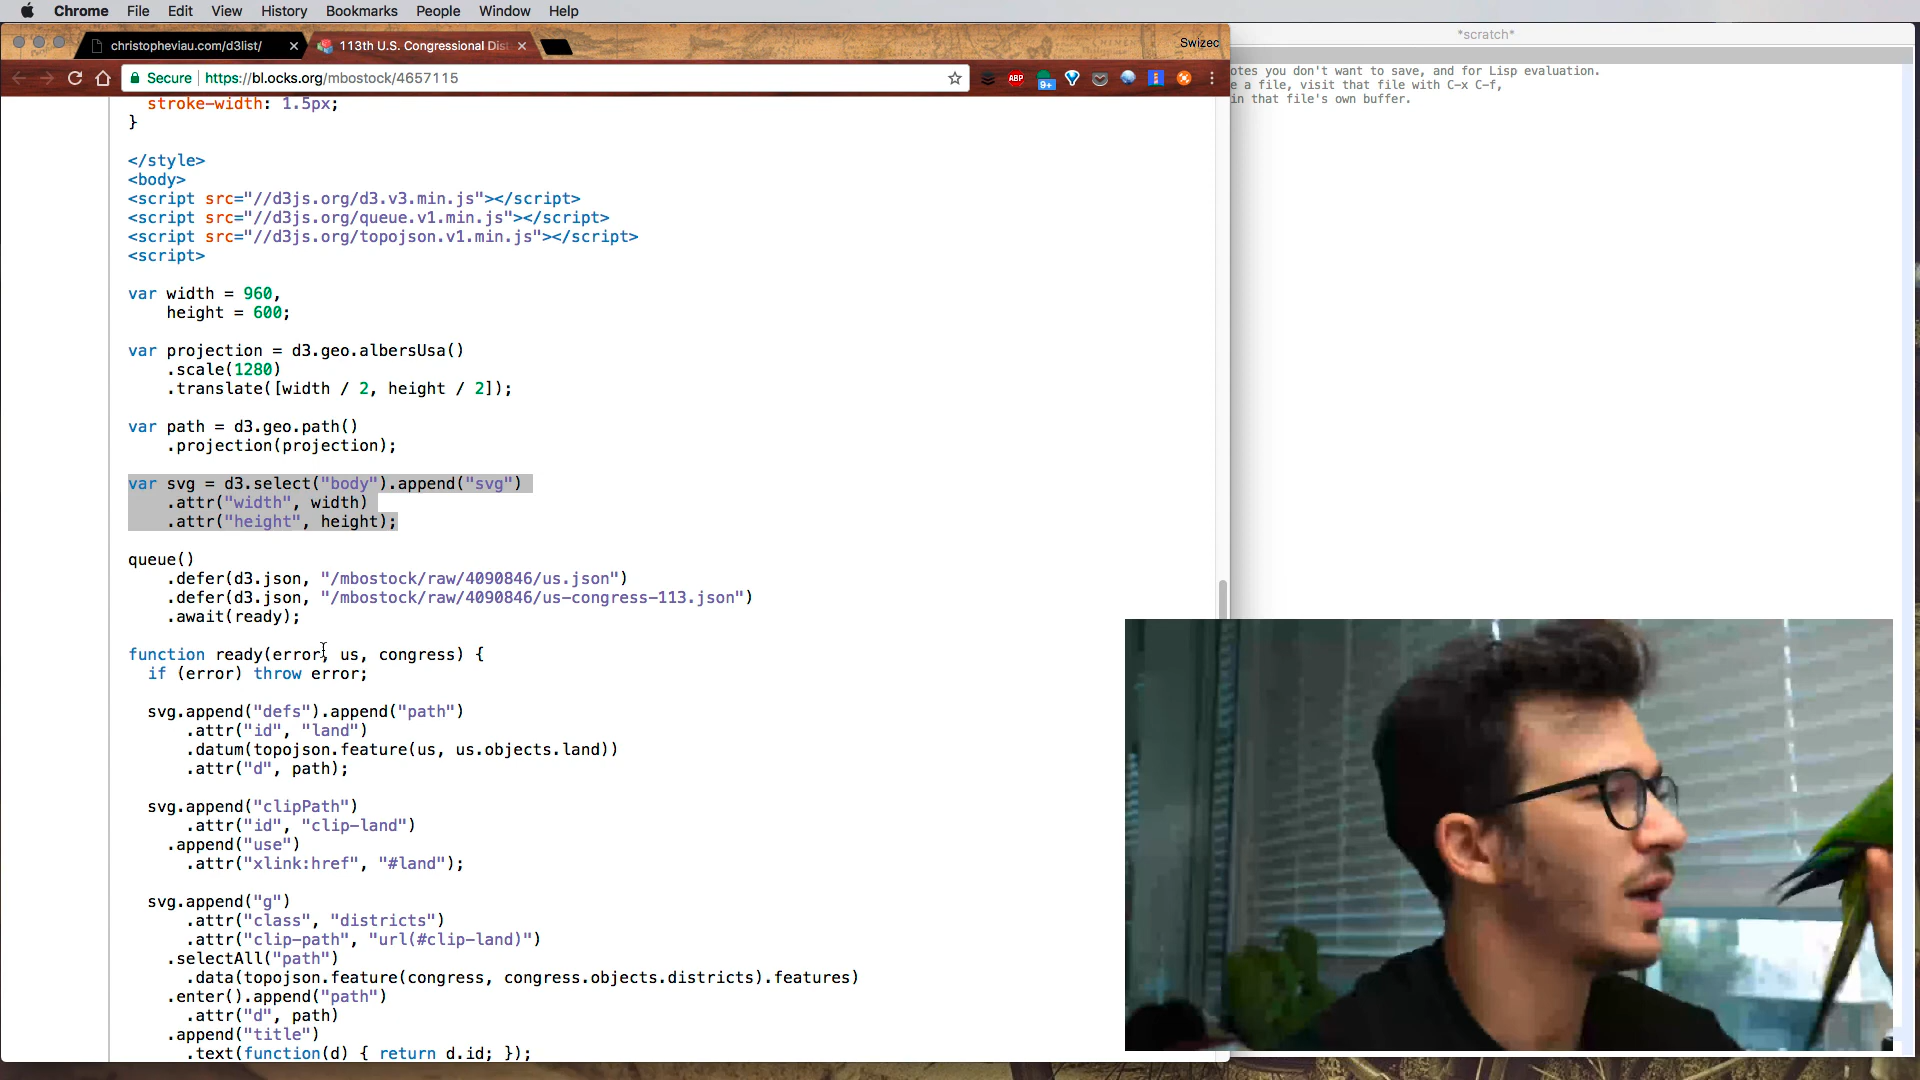 Chrome File Edit View History Bookmarks People Window Help
christopheviau.com/d3list/
113th U.S. Congressional Dis
Swizec
*scratch*
Secure https://bl.ocks.org/mbostock/4657115
ABP
9+
otes you don't want to save, and for Lisp evaluation.
e a file, visit that file with C-x C-f,
in that file's own buffer.
stroke-width: 1.5px;
}
</style>
<body>
<script src="//d3js.org/d3.v3.min.js"></script>
<script src="//d3js.org/queue.v1.min.js"></script>
<script src="//d3js.org/topojson.v1.min.js"></script>
<script>
var width = 960,
height = 600;
var projection = d3.geo.albersUsa()
.scale(1280)
.translate([width / 2, height / 2]);
var path = d3.geo.path()
.projection(projection);
var svg = d3.select("body").append("svg")
.attr("width", width)
.attr("height", height);
queue()
.defer(d3.json, "/mbostock/raw/4090846/us.json")
.defer(d3.json, "/mbostock/raw/4090846/us-congress-113.json")
.await(ready);
function ready(error, us, congress) {
if (error) throw error;
svg.append("defs").append("path")
.attr("id", "land")
.datum(topojson.feature(us, us.objects.land))
.attr("d", path);
svg.append("clipPath")
.attr("id", "clip-land")
.append("use")
.attr("xlink:href", "#land");
svg.append("g")
.attr("class", "districts")
.attr("clip-path", "url(#clip-land)")
.selectAll("path")
.data(topojson.feature(congress, congress.objects.districts).features)
.enter().append("path")
.attr("d", path)
.append("title")
.text(function(d) { return d.id; });